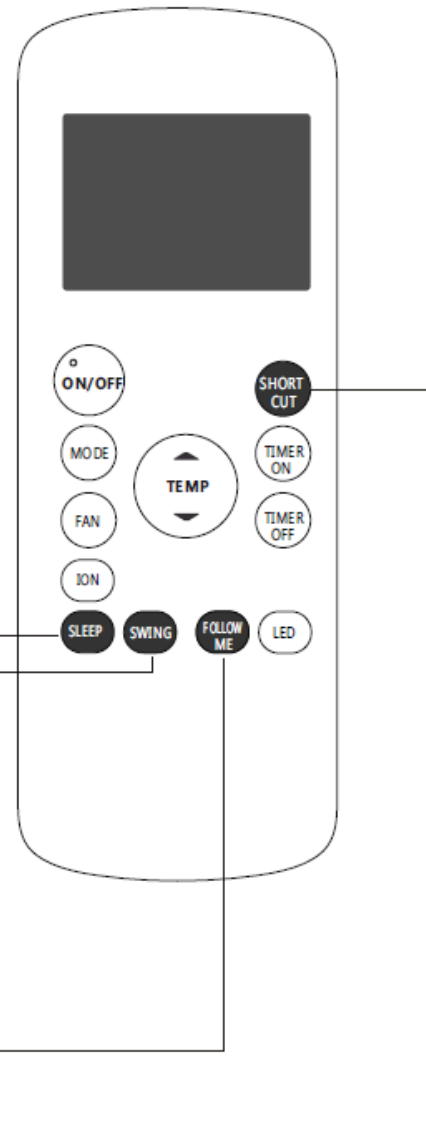 ON/OFF
SHORT
CUT
MODE
TEMP
TIMER
ON
FAN
TIMER
OFF
ION
SLEEP
SWING
FOLLOW
ME
LED